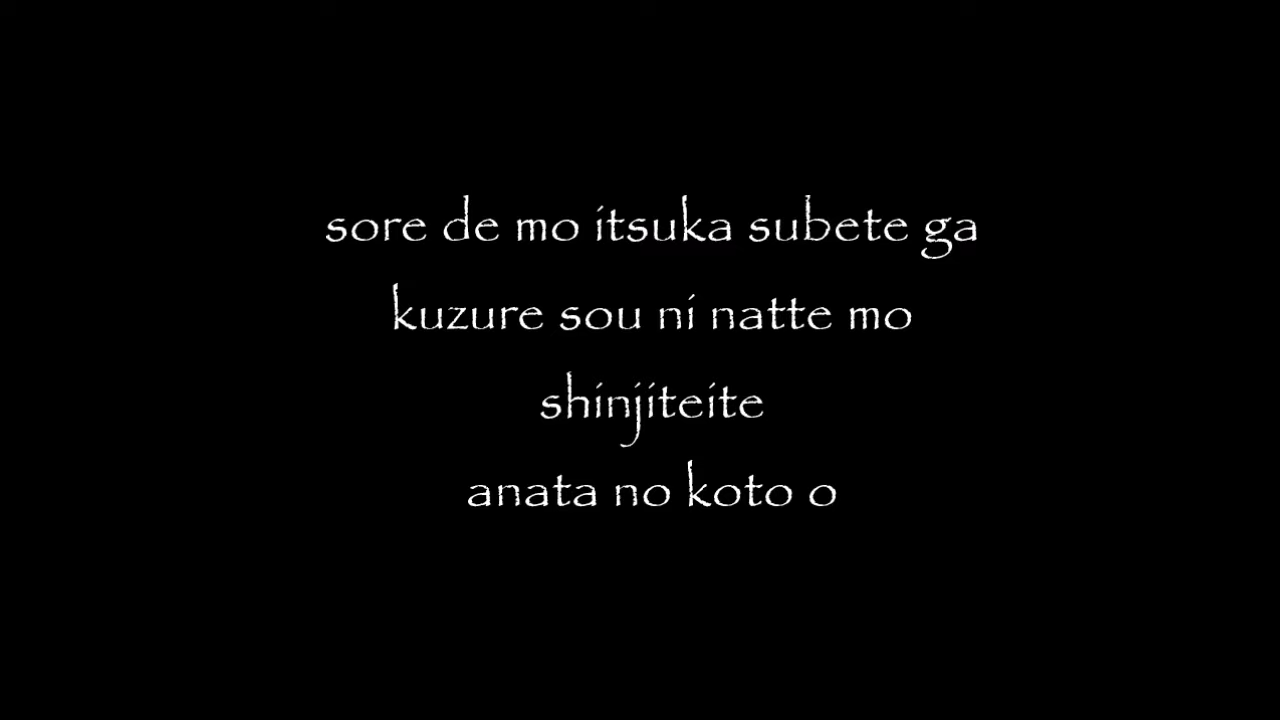 sore de mo itsuka subete ga
kuzure sou ni natte mo
shinjiteite
anata no koto o